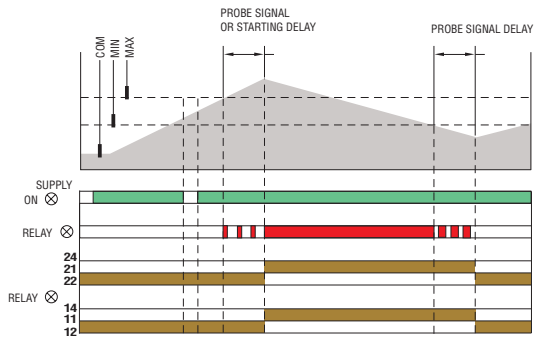 PROBE SIGNAL
OR STARTING DELAY
PROBE SIGNAL DELAY
COM
MIN
MAX
SUPPLY
ON
RELAY
24
21
22
RELAY
14
11
12